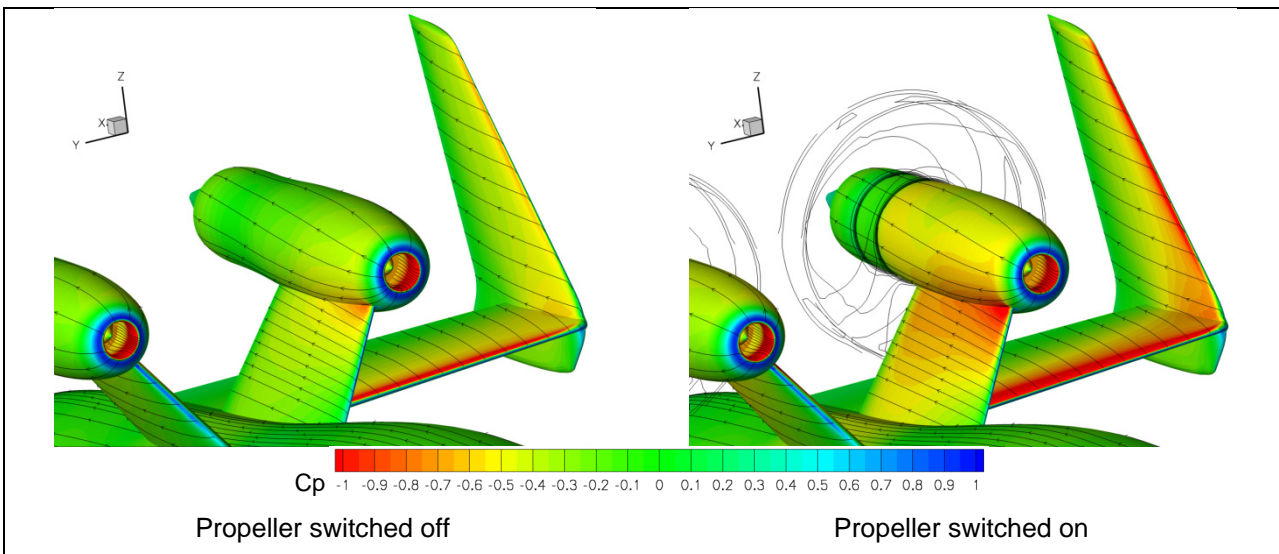 Z
X
Y
Z
X
Y
Cp -1 -0.9 -0.8 -0.7 -0.6 -0.5 -0.4 -0.3 -0.2 -0.1 0 0.1 0.2 0.3 0.4 0.5 0.6 0.7 0.8 0.9 1
Propeller switched off
Propeller switched on